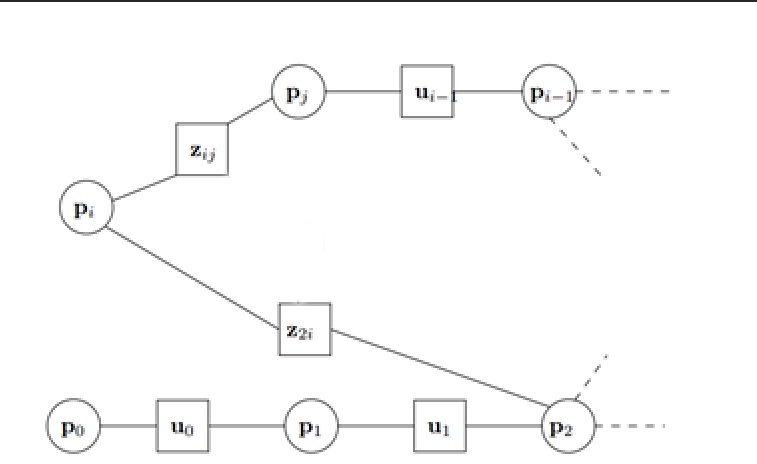 p_j u_{i-1} p_{i-1}
z_{ij}
p_i
z_{2i}
p_0 u_0 p_1 u_1 p_2